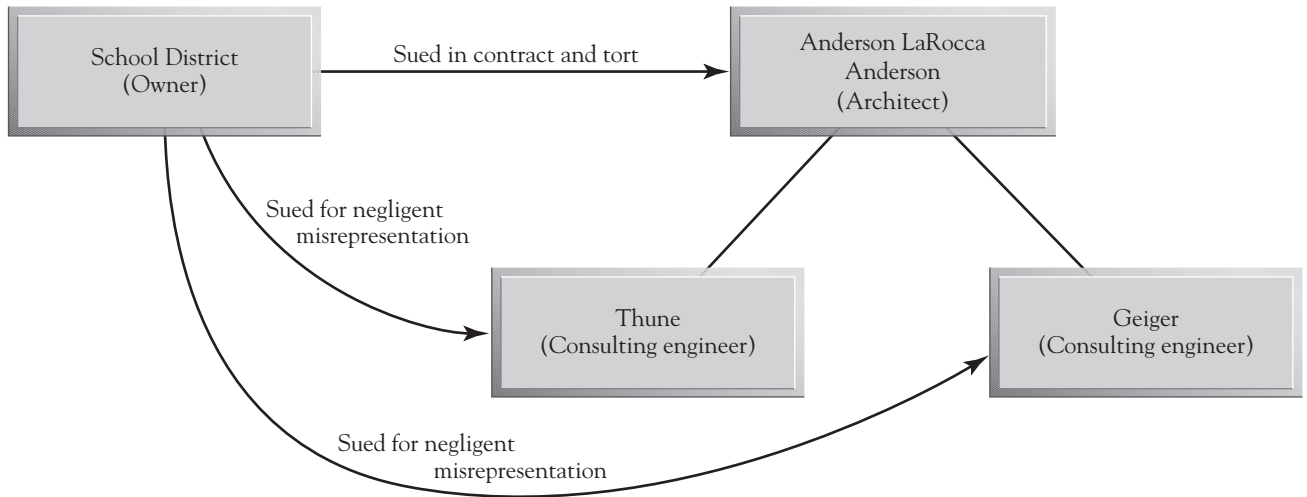 School District
(Owner)
Sued in contract and tort
Anderson LaRocca
Anderson
(Architect)
Sued for negligent
misrepresentation
Thune
(Consulting engineer)
Geiger
(Consulting engineer)
Sued for negligent
misrepresentation